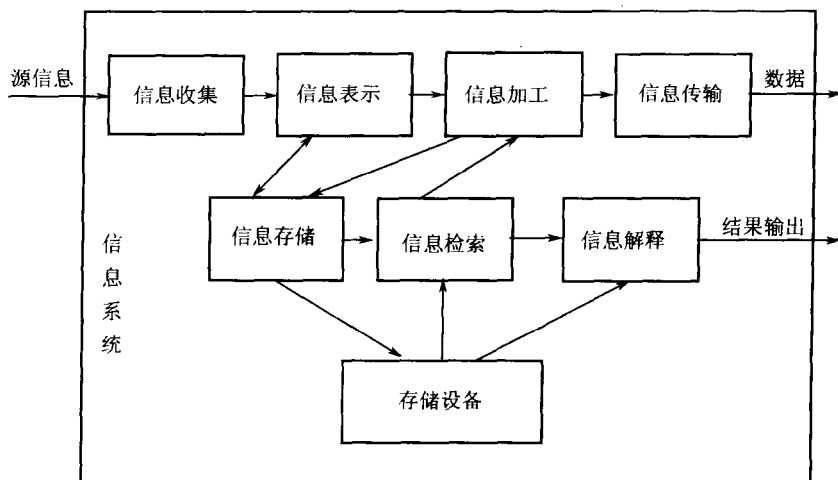 源信息
信息收集
信息表示
信息加工
信息传输
数据
信息存储
信息检索
信息解释
结果输出
信息系统
存储设备